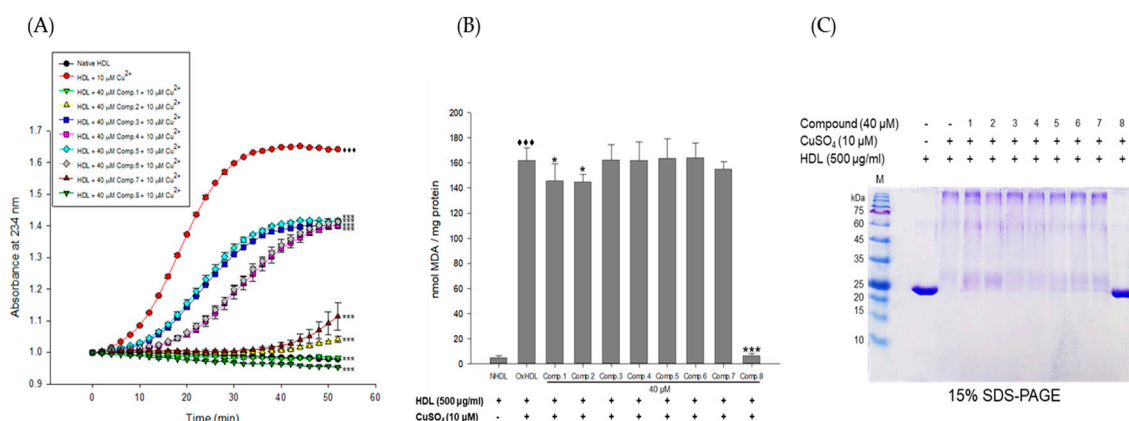 (A)
Native HDL
HDL + 10 μM Cu2+
HDL + 40 μM Comp.1 + 10 μM Cu2+
HDL + 40 μM Comp.2 + 10 μM Cu2+
HDL + 40 μM Comp.3 + 10 μM Cu2+
HDL + 40 μM Comp.4 + 10 μM Cu2+
HDL + 40 μM Comp.5 + 10 μM Cu2+
HDL + 40 μM Comp.6 + 10 μM Cu2+
HDL + 40 μM Comp.7 + 10 μM Cu2+
HDL + 40 μM Comp.8 + 10 μM Cu2+
Absorbance at 234 nm
1.7
1.6
1.5
1.4
1.3
1.2
1.1
1.0
0.9
♦♦♦
***
***
***
***
***
***
***
***
0 10 20 30 40 50 60
Time (min)
(B)
nmol MDA / mg protein
200
180
160
140
120
100
80
60
40
20
0
♦♦♦
*
*
***
NHDL OxHDL Comp.1 Comp.2 Comp.3 Comp.4 Comp.5 Comp.6 Comp.7 Comp.8
40 μM
HDL (500 μg/ml) + + + + + + + + + +
CuSO4 (10 μM) - + + + + + + + + +
(C)
Compound (40 μM) - - 1 2 3 4 5 6 7 8
CuSO4 (10 μM) - + + + + + + + + +
HDL (500 μg/ml) + + + + + + + + + +
M
kDa
75
60
45
35
25
20
15
10
15% SDS-PAGE